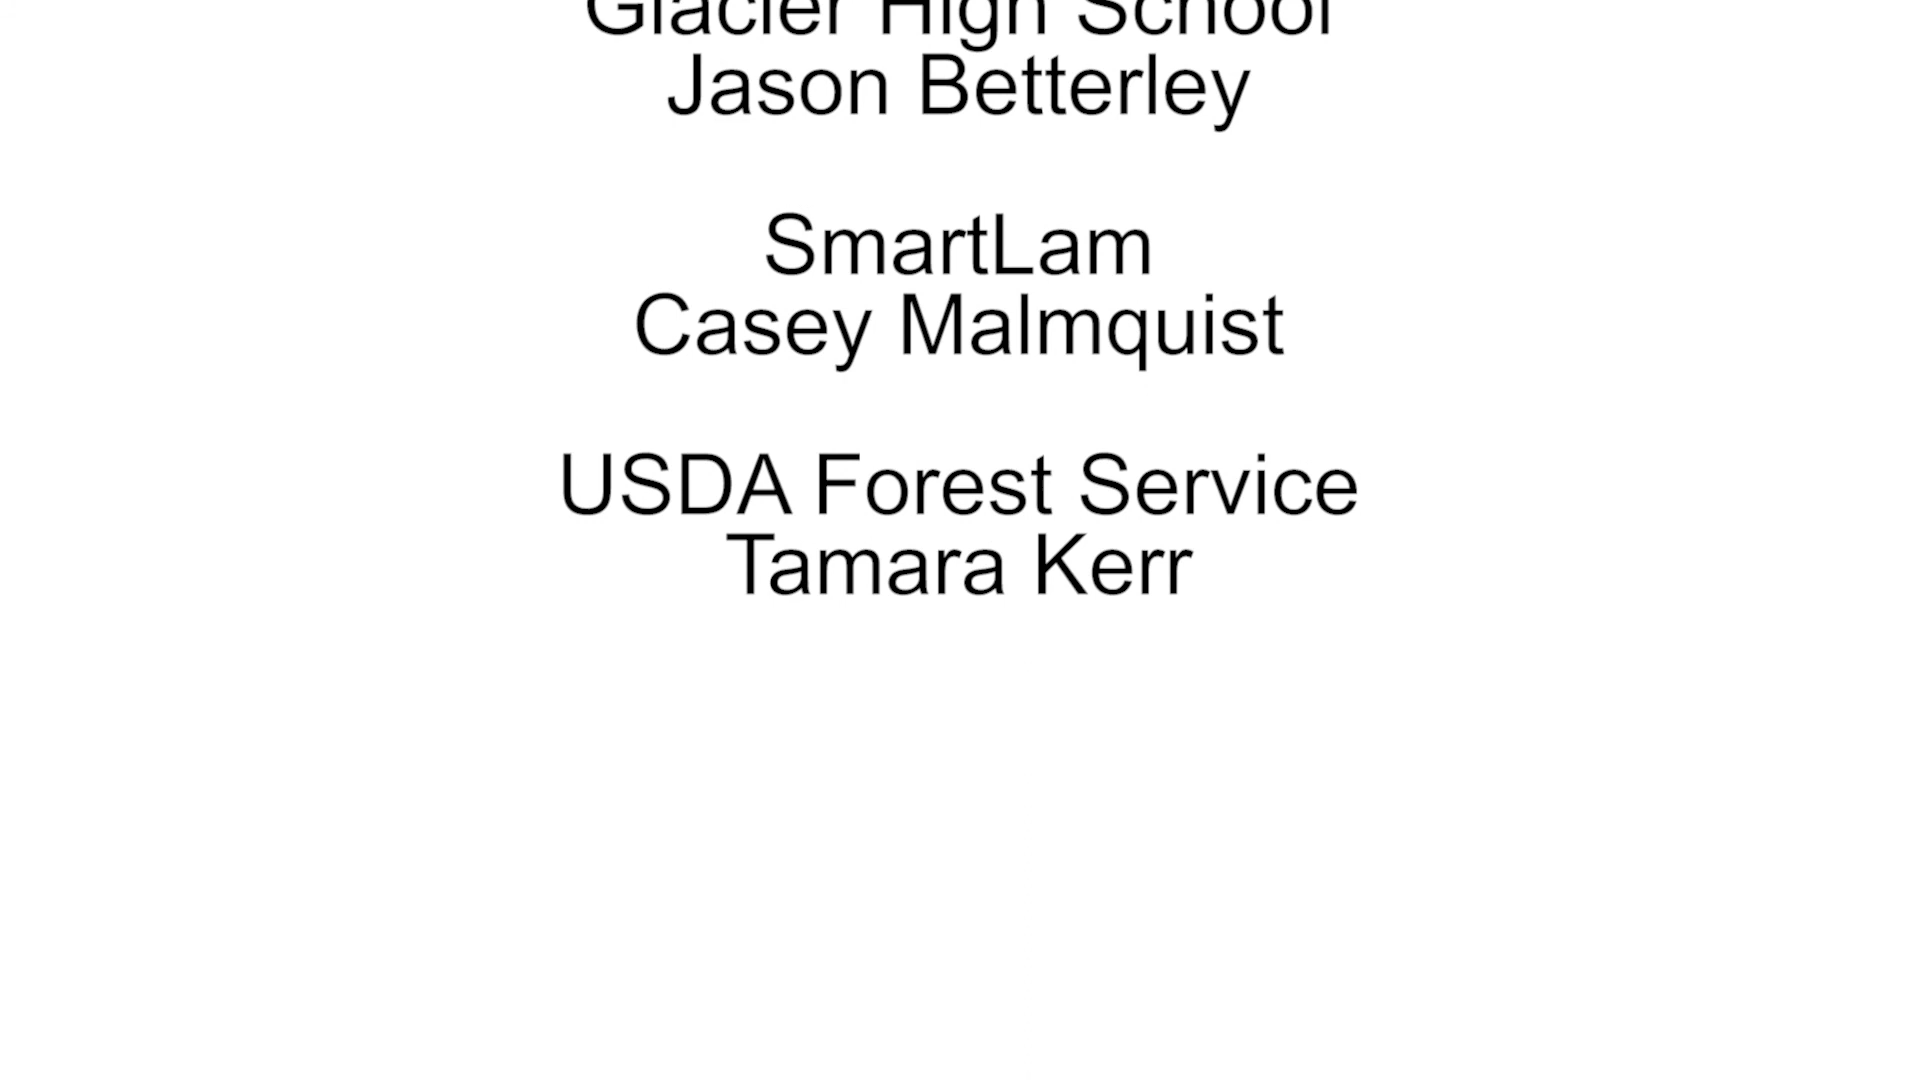 Glacier High School
Jason Betterley
SmartLam
Casey Malmquist
USDA Forest Service
Tamara Kerr